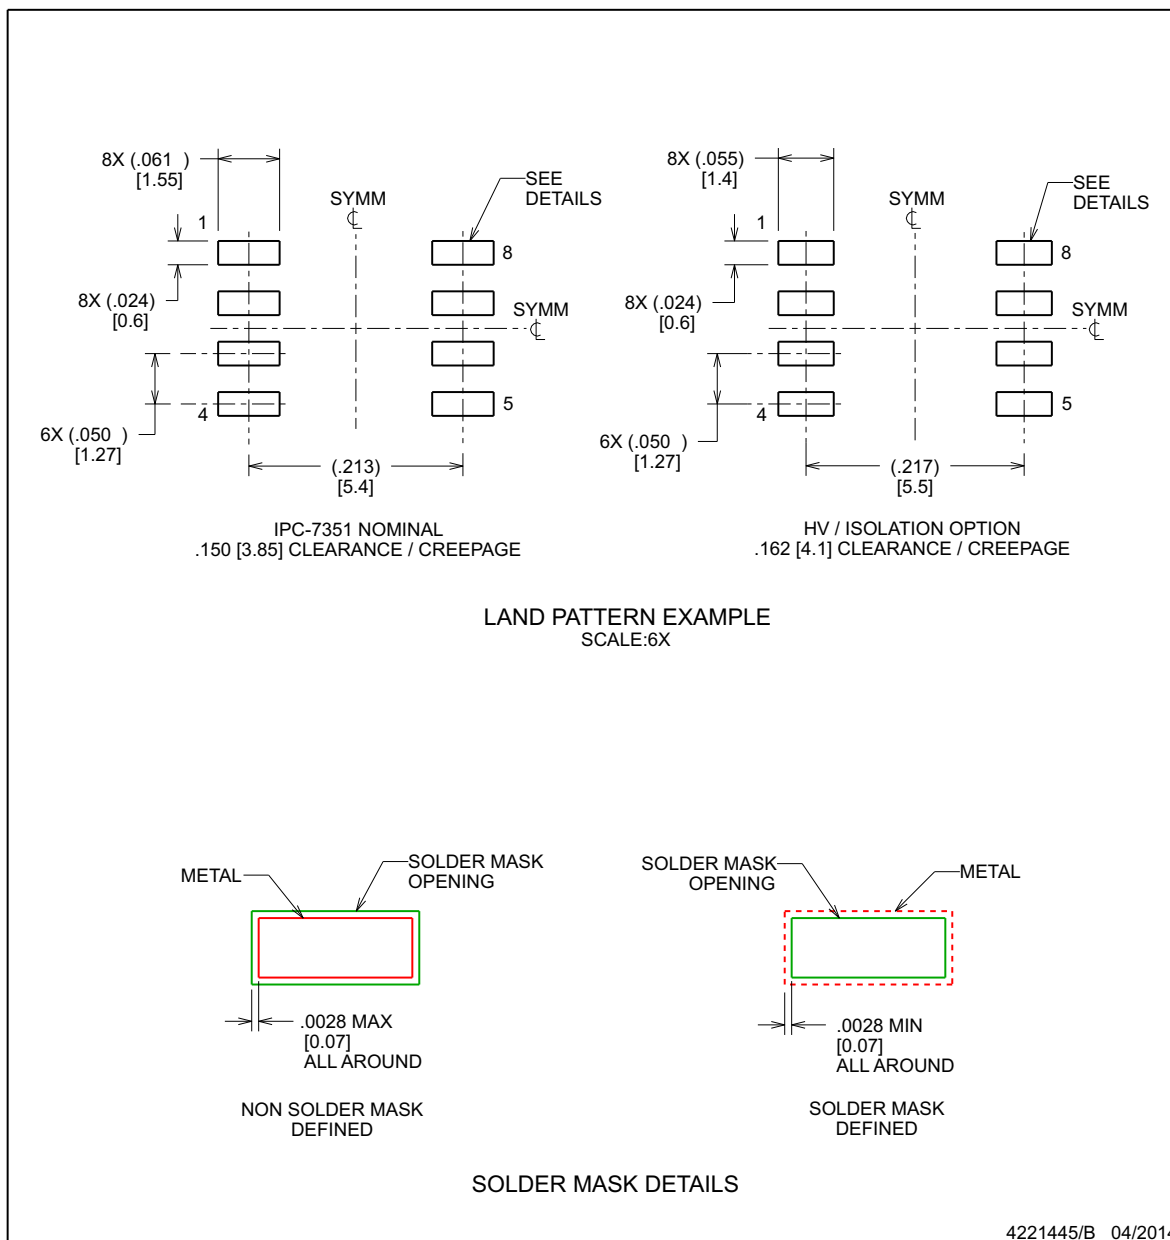 8X (.061 )
[1.55]
SYMM
℄
SEE
DETAILS
1
8
8X (.024)
[0.6]
SYMM
℄
4
5
6X (.050 )
[1.27]
(.213)
[5.4]
IPC-7351 NOMINAL
.150 [3.85] CLEARANCE / CREEPAGE
8X (.055)
[1.4]
SYMM
℄
SEE
DETAILS
1
8
8X (.024)
[0.6]
SYMM
℄
4
5
6X (.050 )
[1.27]
(.217)
[5.5]
HV / ISOLATION OPTION
.162 [4.1] CLEARANCE / CREEPAGE
LAND PATTERN EXAMPLE
SCALE:6X
METAL
SOLDER MASK
OPENING
.0028 MAX
[0.07]
ALL AROUND
NON SOLDER MASK
DEFINED
SOLDER MASK
OPENING
METAL
.0028 MIN
[0.07]
ALL AROUND
SOLDER MASK
DEFINED
SOLDER MASK DETAILS
4221445/B 04/2014